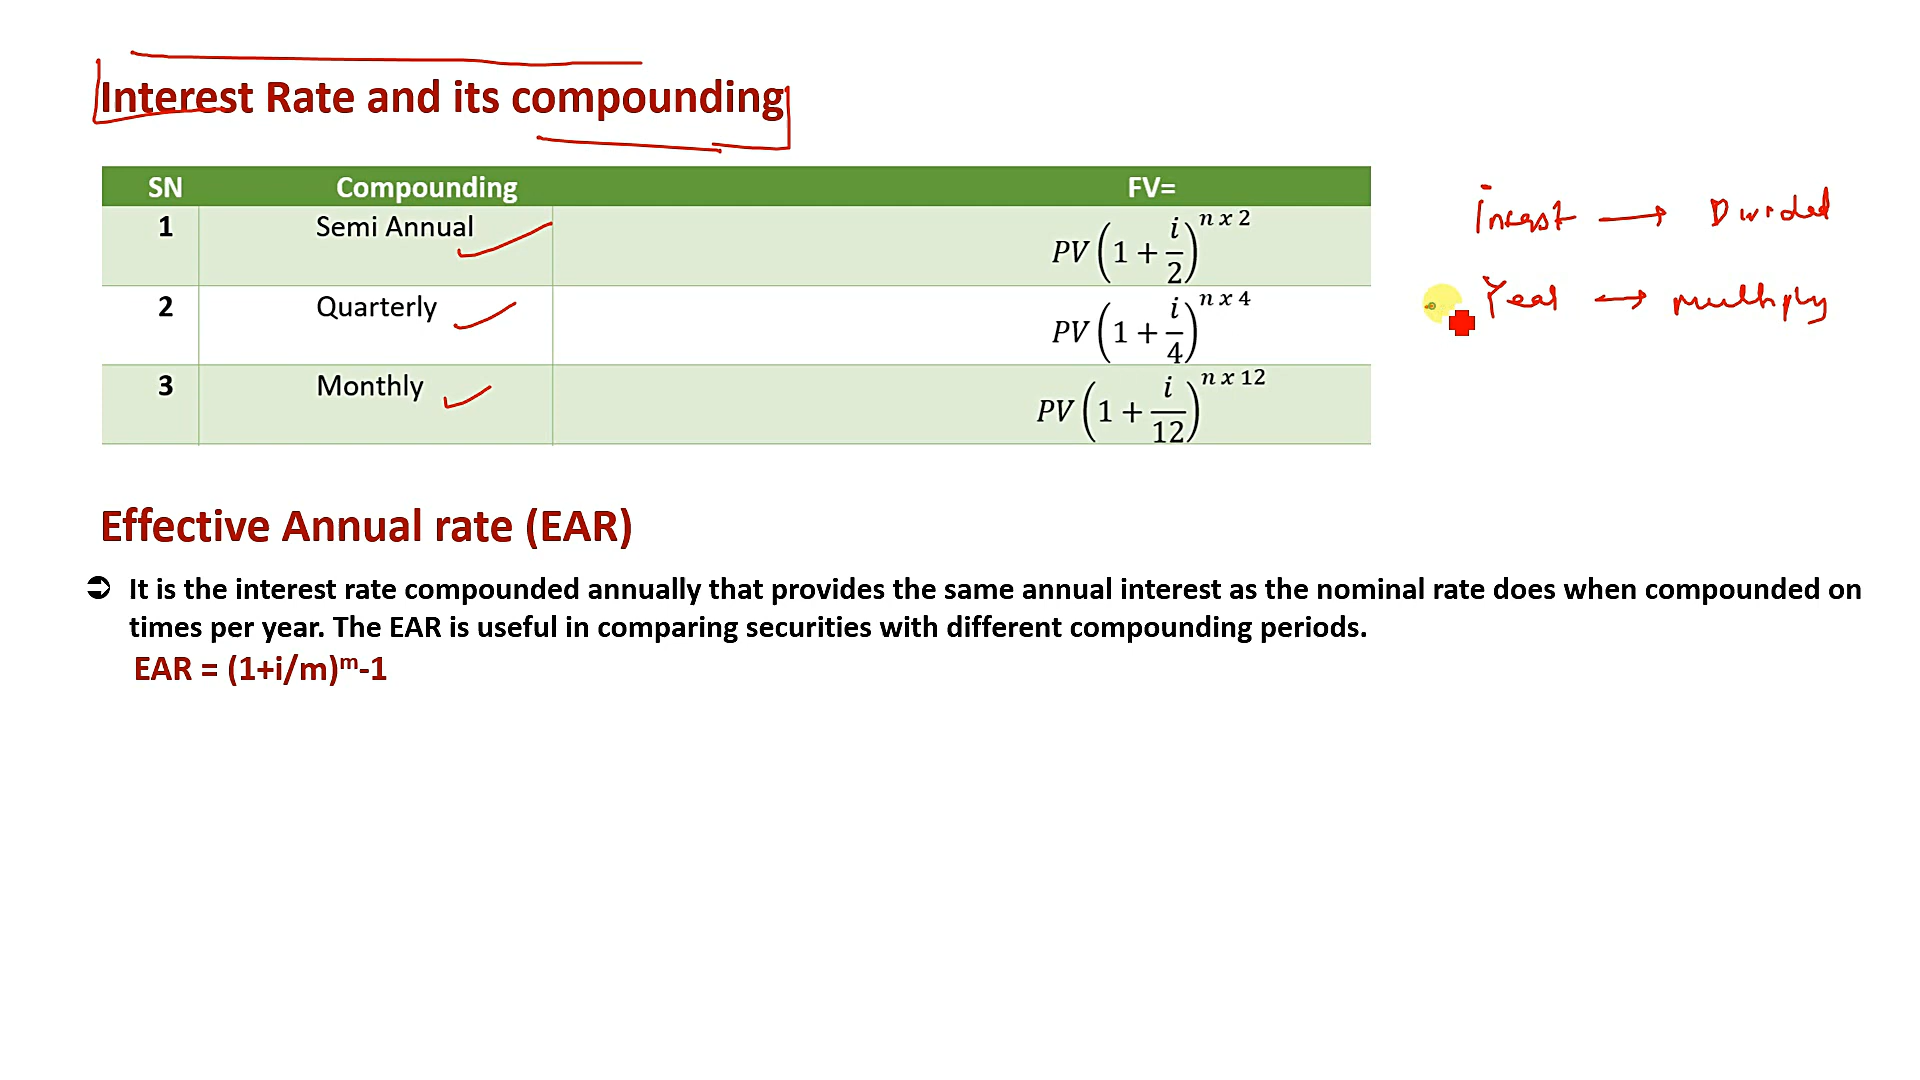 Interest Rate and its compounding
SN Compounding FV=
1 Semi Annual PV(1+i/2)^(n x 2)
2 Quarterly PV(1+i/4)^(n x 4)
3 Monthly PV(1+i/12)^(n x 12)
→ Divided
Year → multiply
Effective Annual rate (EAR)
➲ It is the interest rate compounded annually that provides the same annual interest as the nominal rate does when compounded on
times per year. The EAR is useful in comparing securities with different compounding periods.
EAR = (1+i/m)ᵐ-1